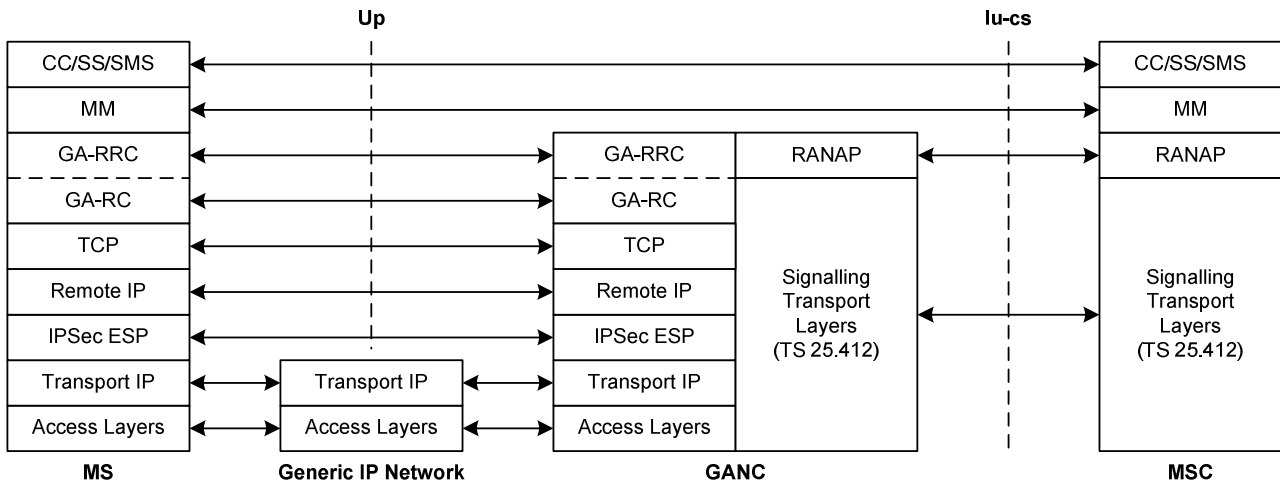 Up
Iu-cs
CC/SS/SMS
CC/SS/SMS
MM
MM
GA-RRC
GA-RRC
RANAP
RANAP
GA-RC
GA-RC
TCP
TCP
Remote IP
Remote IP
IPSec ESP
IPSec ESP
Signalling
Transport
Layers
(TS 25.412)
Signalling
Transport
Layers
(TS 25.412)
Transport IP
Transport IP
Transport IP
Access Layers
Access Layers
Access Layers
MS
Generic IP Network
GANC
MSC